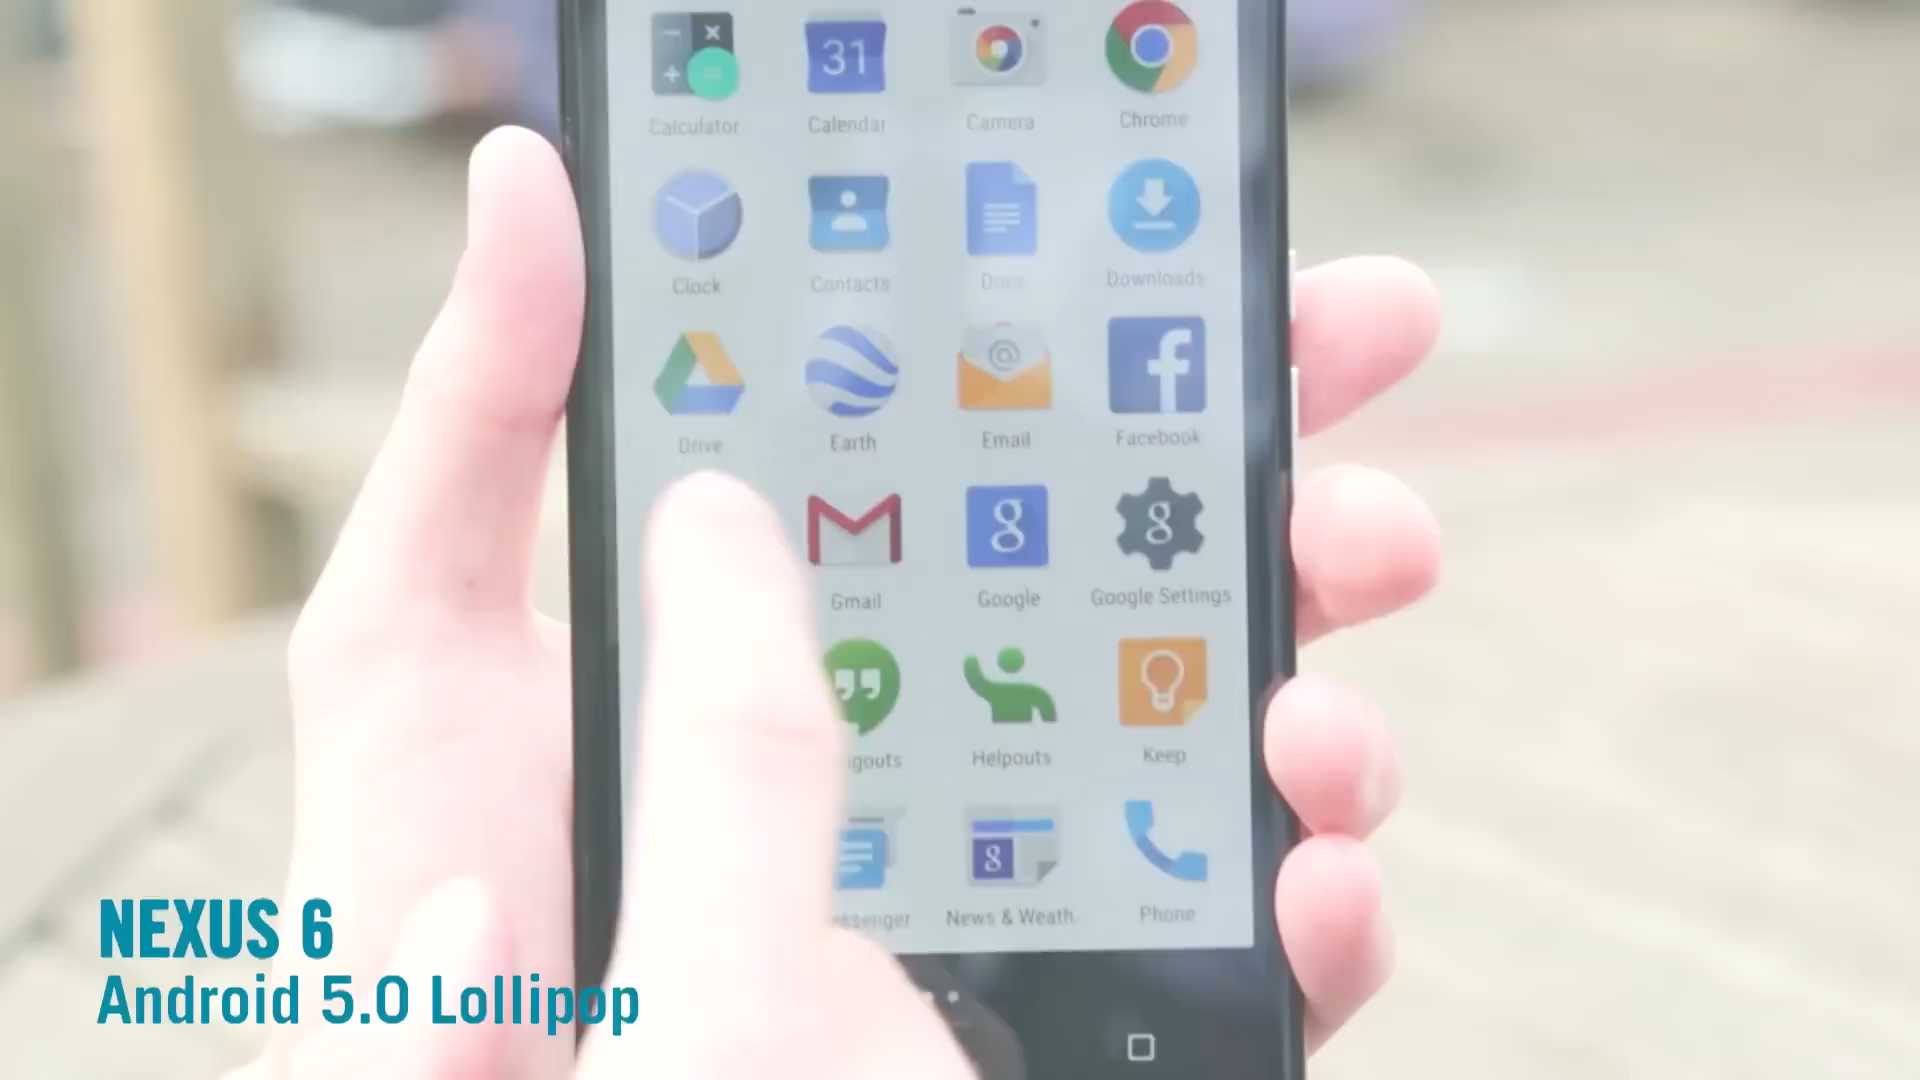 31
Calculator
Calendar
Camera
Chrome
Clock
Contacts
Docs
Downloads
Drive
Earth
Email
Facebook
Gmail
Google
Google Settings
Helpouts
Keep
News & Weath
Phone
NEXUS 6
Android 5.0 Lollipop